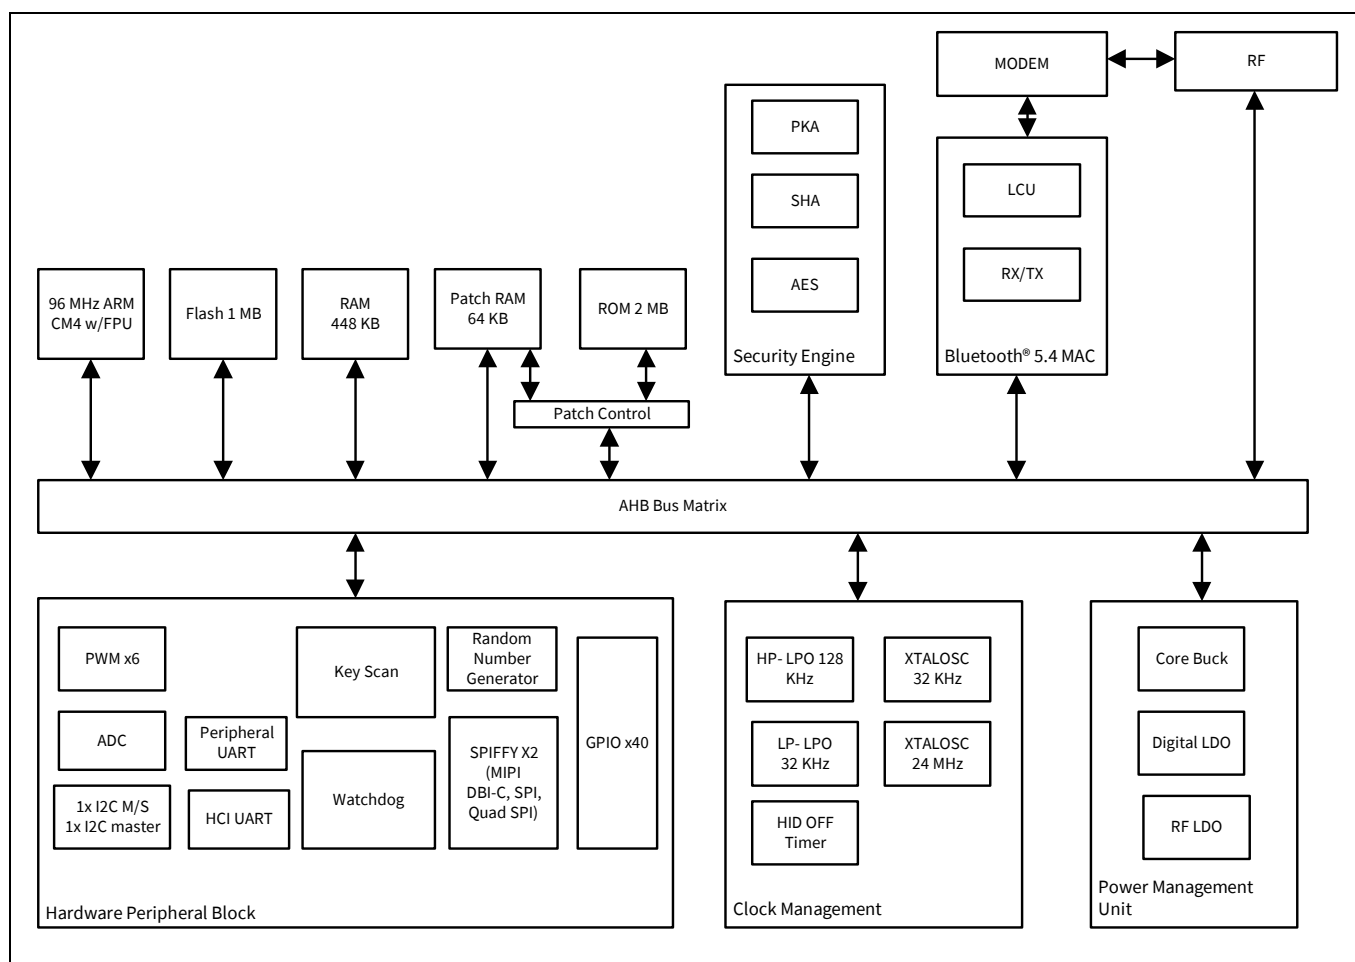 MODEM
RF
PKA
SHA
AES
Security Engine
LCU
RX/TX
Bluetooth® 5.4 MAC
96 MHz ARM
CM4 w/FPU
Flash 1 MB
RAM
448 KB
Patch RAM
64 KB
ROM 2 MB
Patch Control
AHB Bus Matrix
PWM x6
ADC
1x I2C M/S
1x I2C master
Peripheral
UART
HCI UART
Key Scan
Watchdog
Random
Number
Generator
SPIFFY X2
(MIPI
DBI-C, SPI,
Quad SPI)
GPIO x40
Hardware Peripheral Block
HP- LPO 128
KHz
XTALOSC
32 KHz
LP- LPO
32 KHz
XTALOSC
24 MHz
HID OFF
Timer
Clock Management
Core Buck
Digital LDO
RF LDO
Power Management
Unit